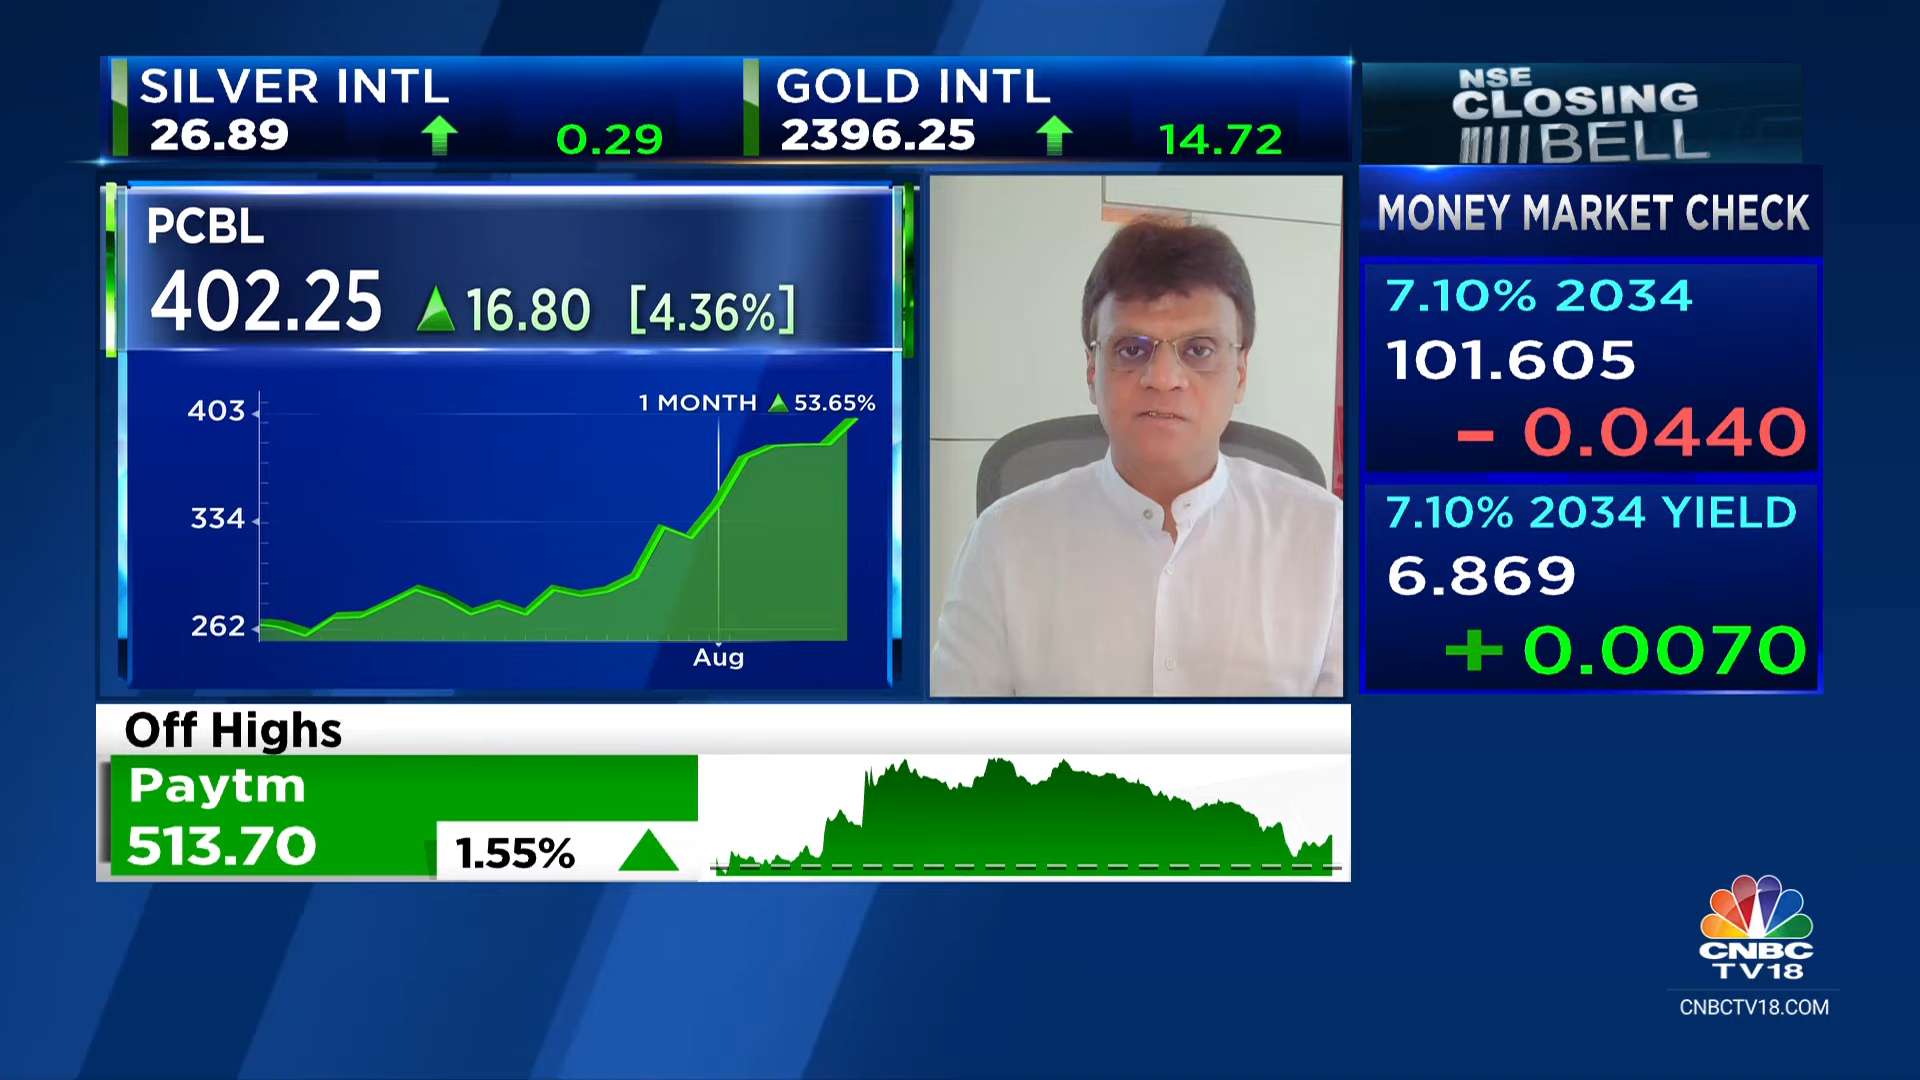 SILVER INTL
26.89 0.29
GOLD INTL
2396.25 14.72
NSE
CLOSING
BELL
PCBL
402.25 16.80 [4.36%]
1 MONTH 53.65%
403
334
262
Aug
MONEY MARKET CHECK
7.10% 2034
101.605
- 0.0440
7.10% 2034 YIELD
6.869
+ 0.0070
Off Highs
Paytm
513.70
1.55%
CNBC
TV18
CNBCTV18.COM